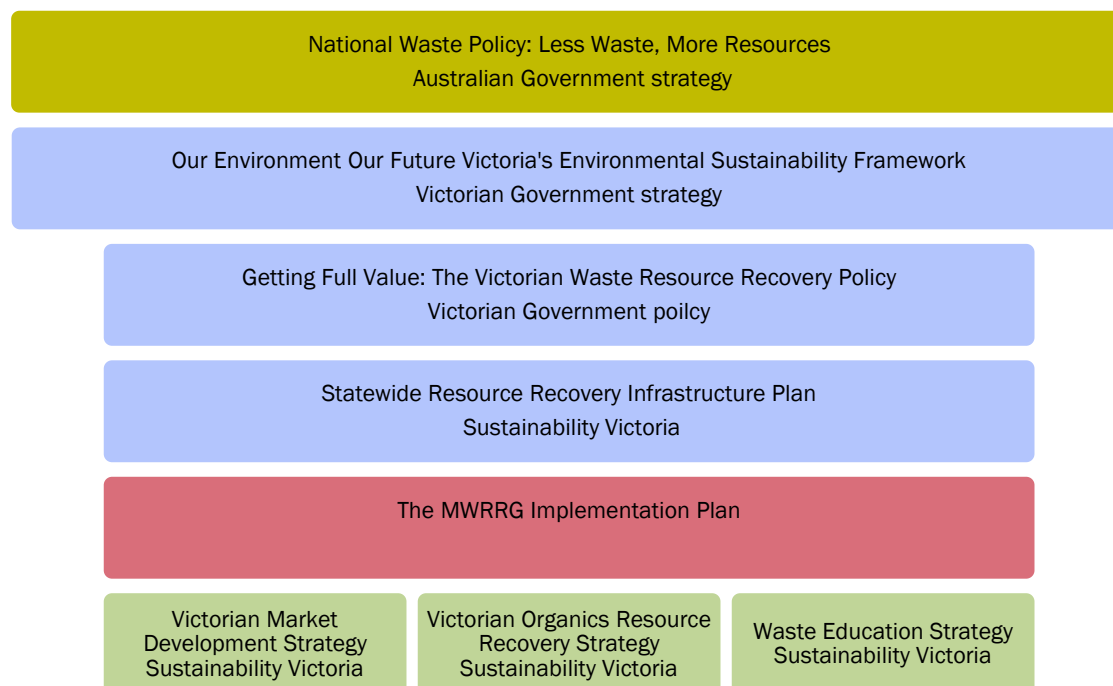 National Waste Policy: Less Waste, More Resources
Australian Government strategy
Our Environment Our Future Victoria's Environmental Sustainability Framework
Victorian Government strategy
Getting Full Value: The Victorian Waste Resource Recovery Policy
Victorian Government poilcy
Statewide Resource Recovery Infrastructure Plan
Sustainability Victoria
The MWRRG Implementation Plan
Victorian Market
Development Strategy
Sustainability Victoria
Victorian Organics Resource
Recovery Strategy
Sustainability Victoria
Waste Education Strategy
Sustainability Victoria